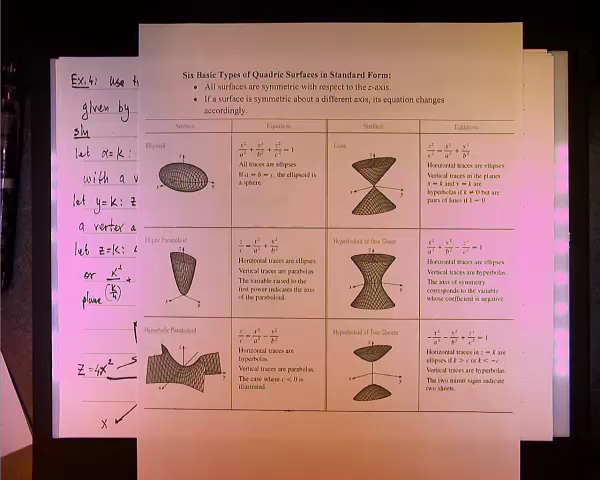 Six Basic Types of Quadric Surfaces in Standard Form:
• All surfaces are symmetric with respect to the z-axis.
• If a surface is symmetric about a different axis, its equation changes
accordingly.
Surface Equation Surface Equation
Ellipsoid
x²/a² + y²/b² + z²/c² = 1
All traces are ellipses.
If a = b = c, the ellipsoid is
a sphere.
Cone
z²/c² = x²/a² + y²/b²
Horizontal traces are ellipses.
Vertical traces in the planes
x = k and y = k are
hyperbolas if k ≠ 0 but are
pairs of lines if k = 0.
Elliptic Paraboloid
z/c = x²/a² + y²/b²
Horizontal traces are ellipses.
Vertical traces are parabolas.
The variable raised to the
first power indicates the axis
of the paraboloid.
Hyperboloid of One Sheet
x²/a² + y²/b² − z²/c² = 1
Horizontal traces are ellipses.
Vertical traces are hyperbolas.
The axis of symmetry
corresponds to the variable
whose coefficient is negative.
Hyperbolic Paraboloid
z/c = x²/a² − y²/b²
Horizontal traces are
hyperbolas.
Vertical traces are parabolas.
The case where c < 0 is
illustrated.
Hyperboloid of Two Sheets
−x²/a² − y²/b² + z²/c² = 1
Horizontal traces in z = k are
ellipses if k > c or k < −c.
Vertical traces are hyperbolas.
The two minus signs indicate
two sheets.
Ex.4: Use
given by
sln
let x=k:
with a
let y=k: z
a vertex a
let z=k:
or x²/(k/4) +
plane
z=4x²
x